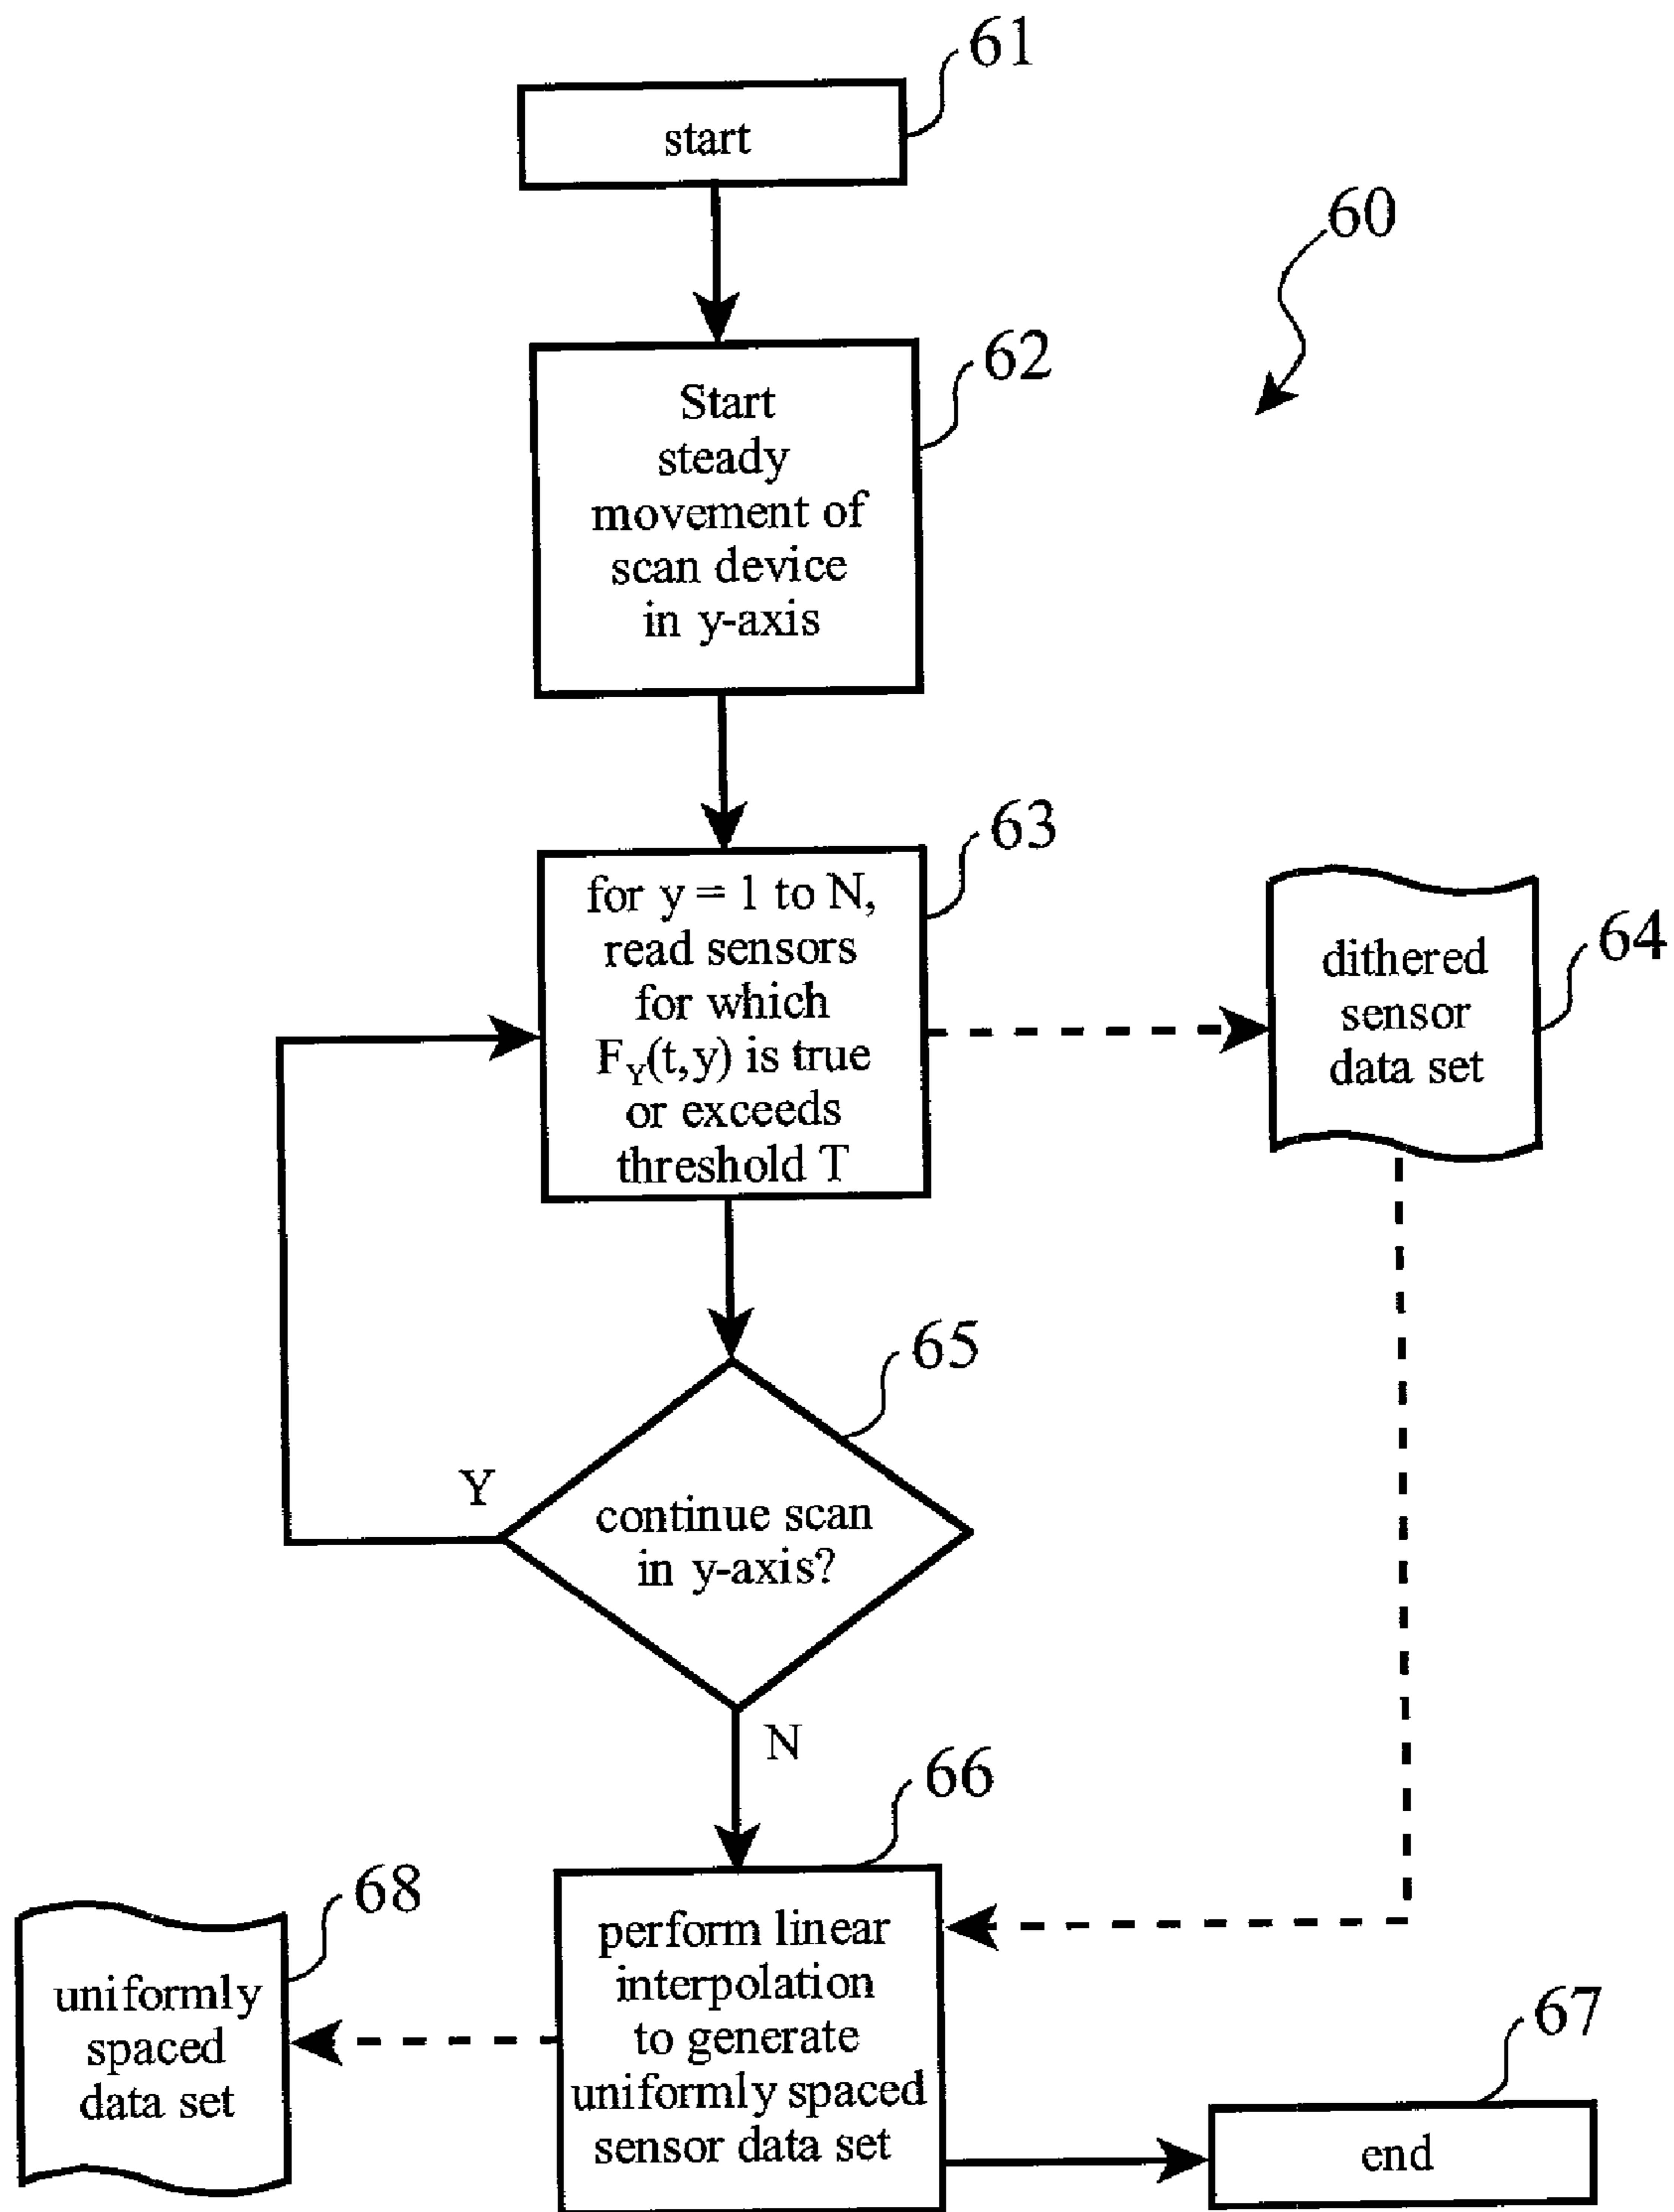 61
start
60
62
Start
steady
movement of
scan device
in y-axis
63
for y = 1 to N,
read sensors
for which
F_Y(t,y) is true
or exceeds
threshold T
64
dithered
sensor
data set
65
Y
continue scan
in y-axis?
N
66
68
perform linear
interpolation
to generate
uniformly spaced
sensor data set
uniformly
spaced
data set
67
end